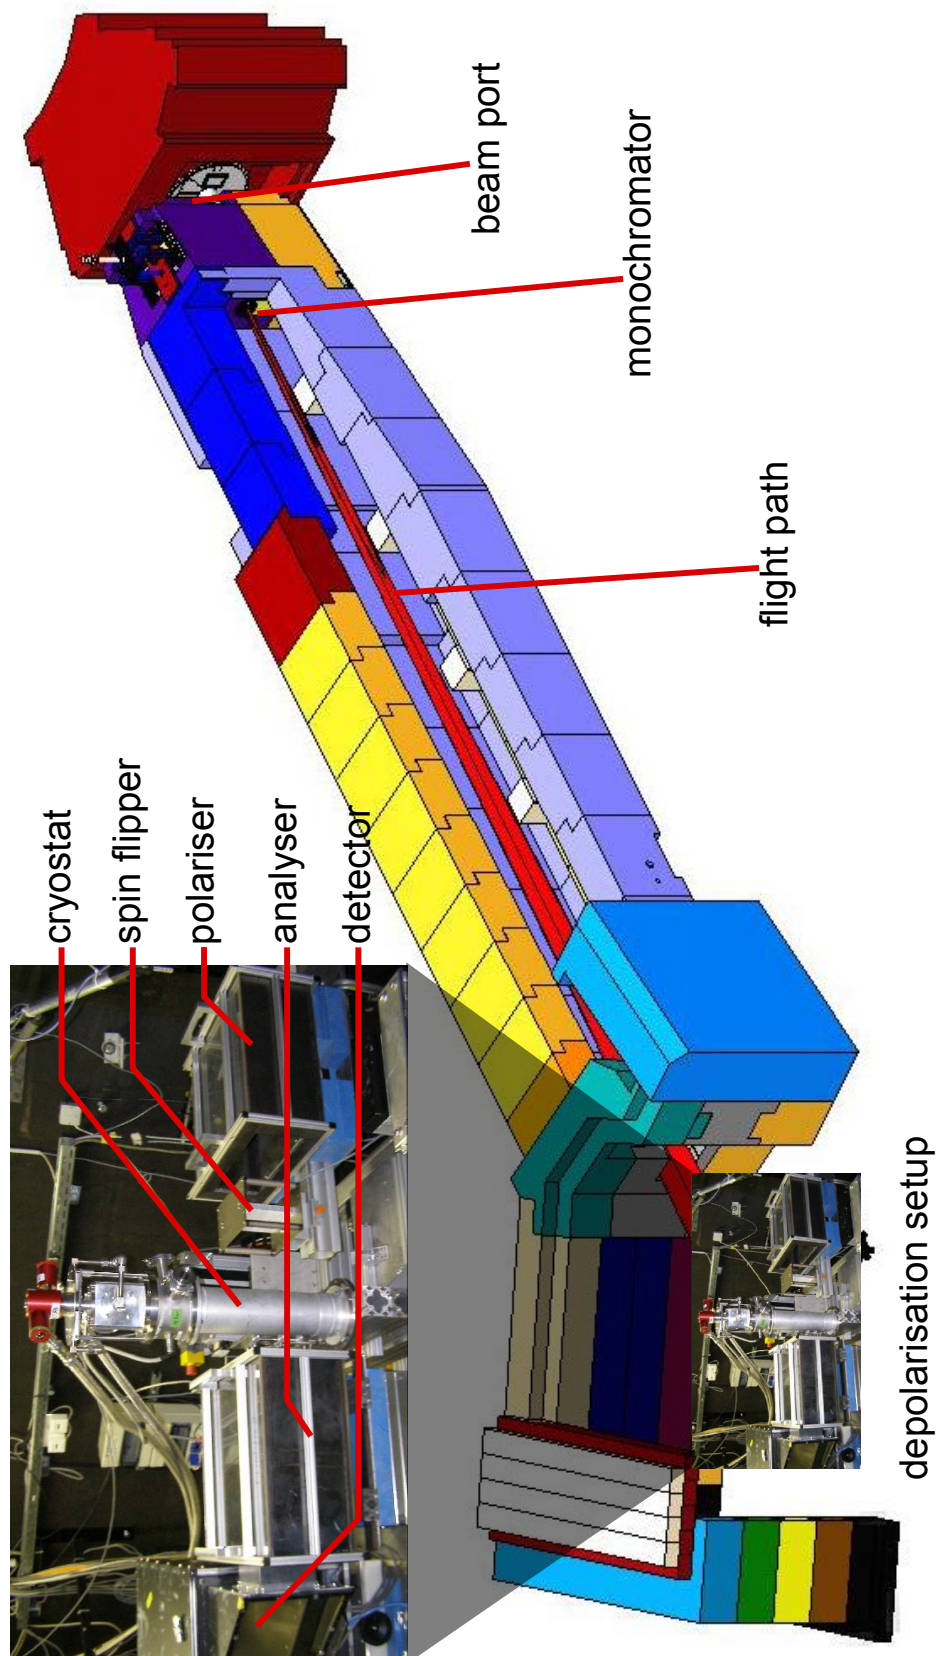 cryostat
spin flipper
polariser
analyser
detector
beam port
monochromator
flight path
depolarisation setup